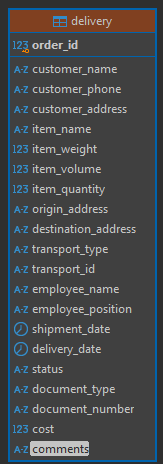 delivery
123 order_id
A-Z customer_name
A-Z customer_phone
A-Z customer_address
A-Z item_name
123 item_weight
123 item_volume
123 item_quantity
A-Z origin_address
A-Z destination_address
A-Z transport_type
A-Z transport_id
A-Z employee_name
A-Z employee_position
shipment_date
delivery_date
A-Z status
A-Z document_type
A-Z document_number
123 cost
A-Z comments